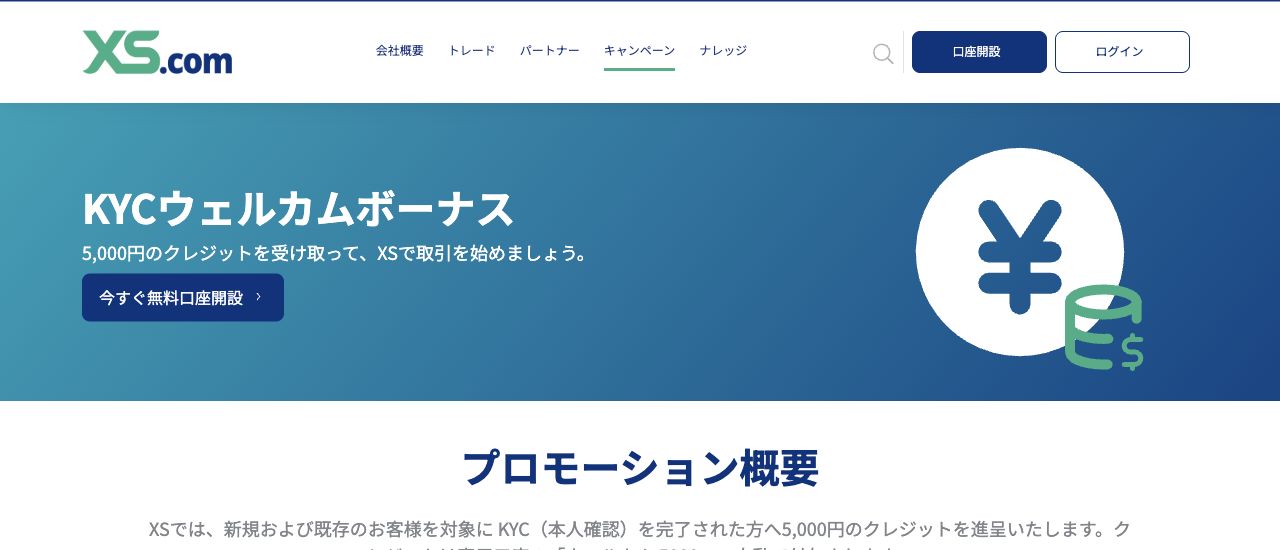 XS.com
会社概要 トレード パートナー キャンペーン ナレッジ 口座開設 ログイン
KYCウェルカムボーナス
5,000円のクレジットを受け取って、XSで取引を始めましょう。
今すぐ無料口座開設
プロモーション概要
XSでは、新規および既存のお客様を対象に KYC（本人確認）を完了された方へ5,000円のクレジットを進呈いたします。ク